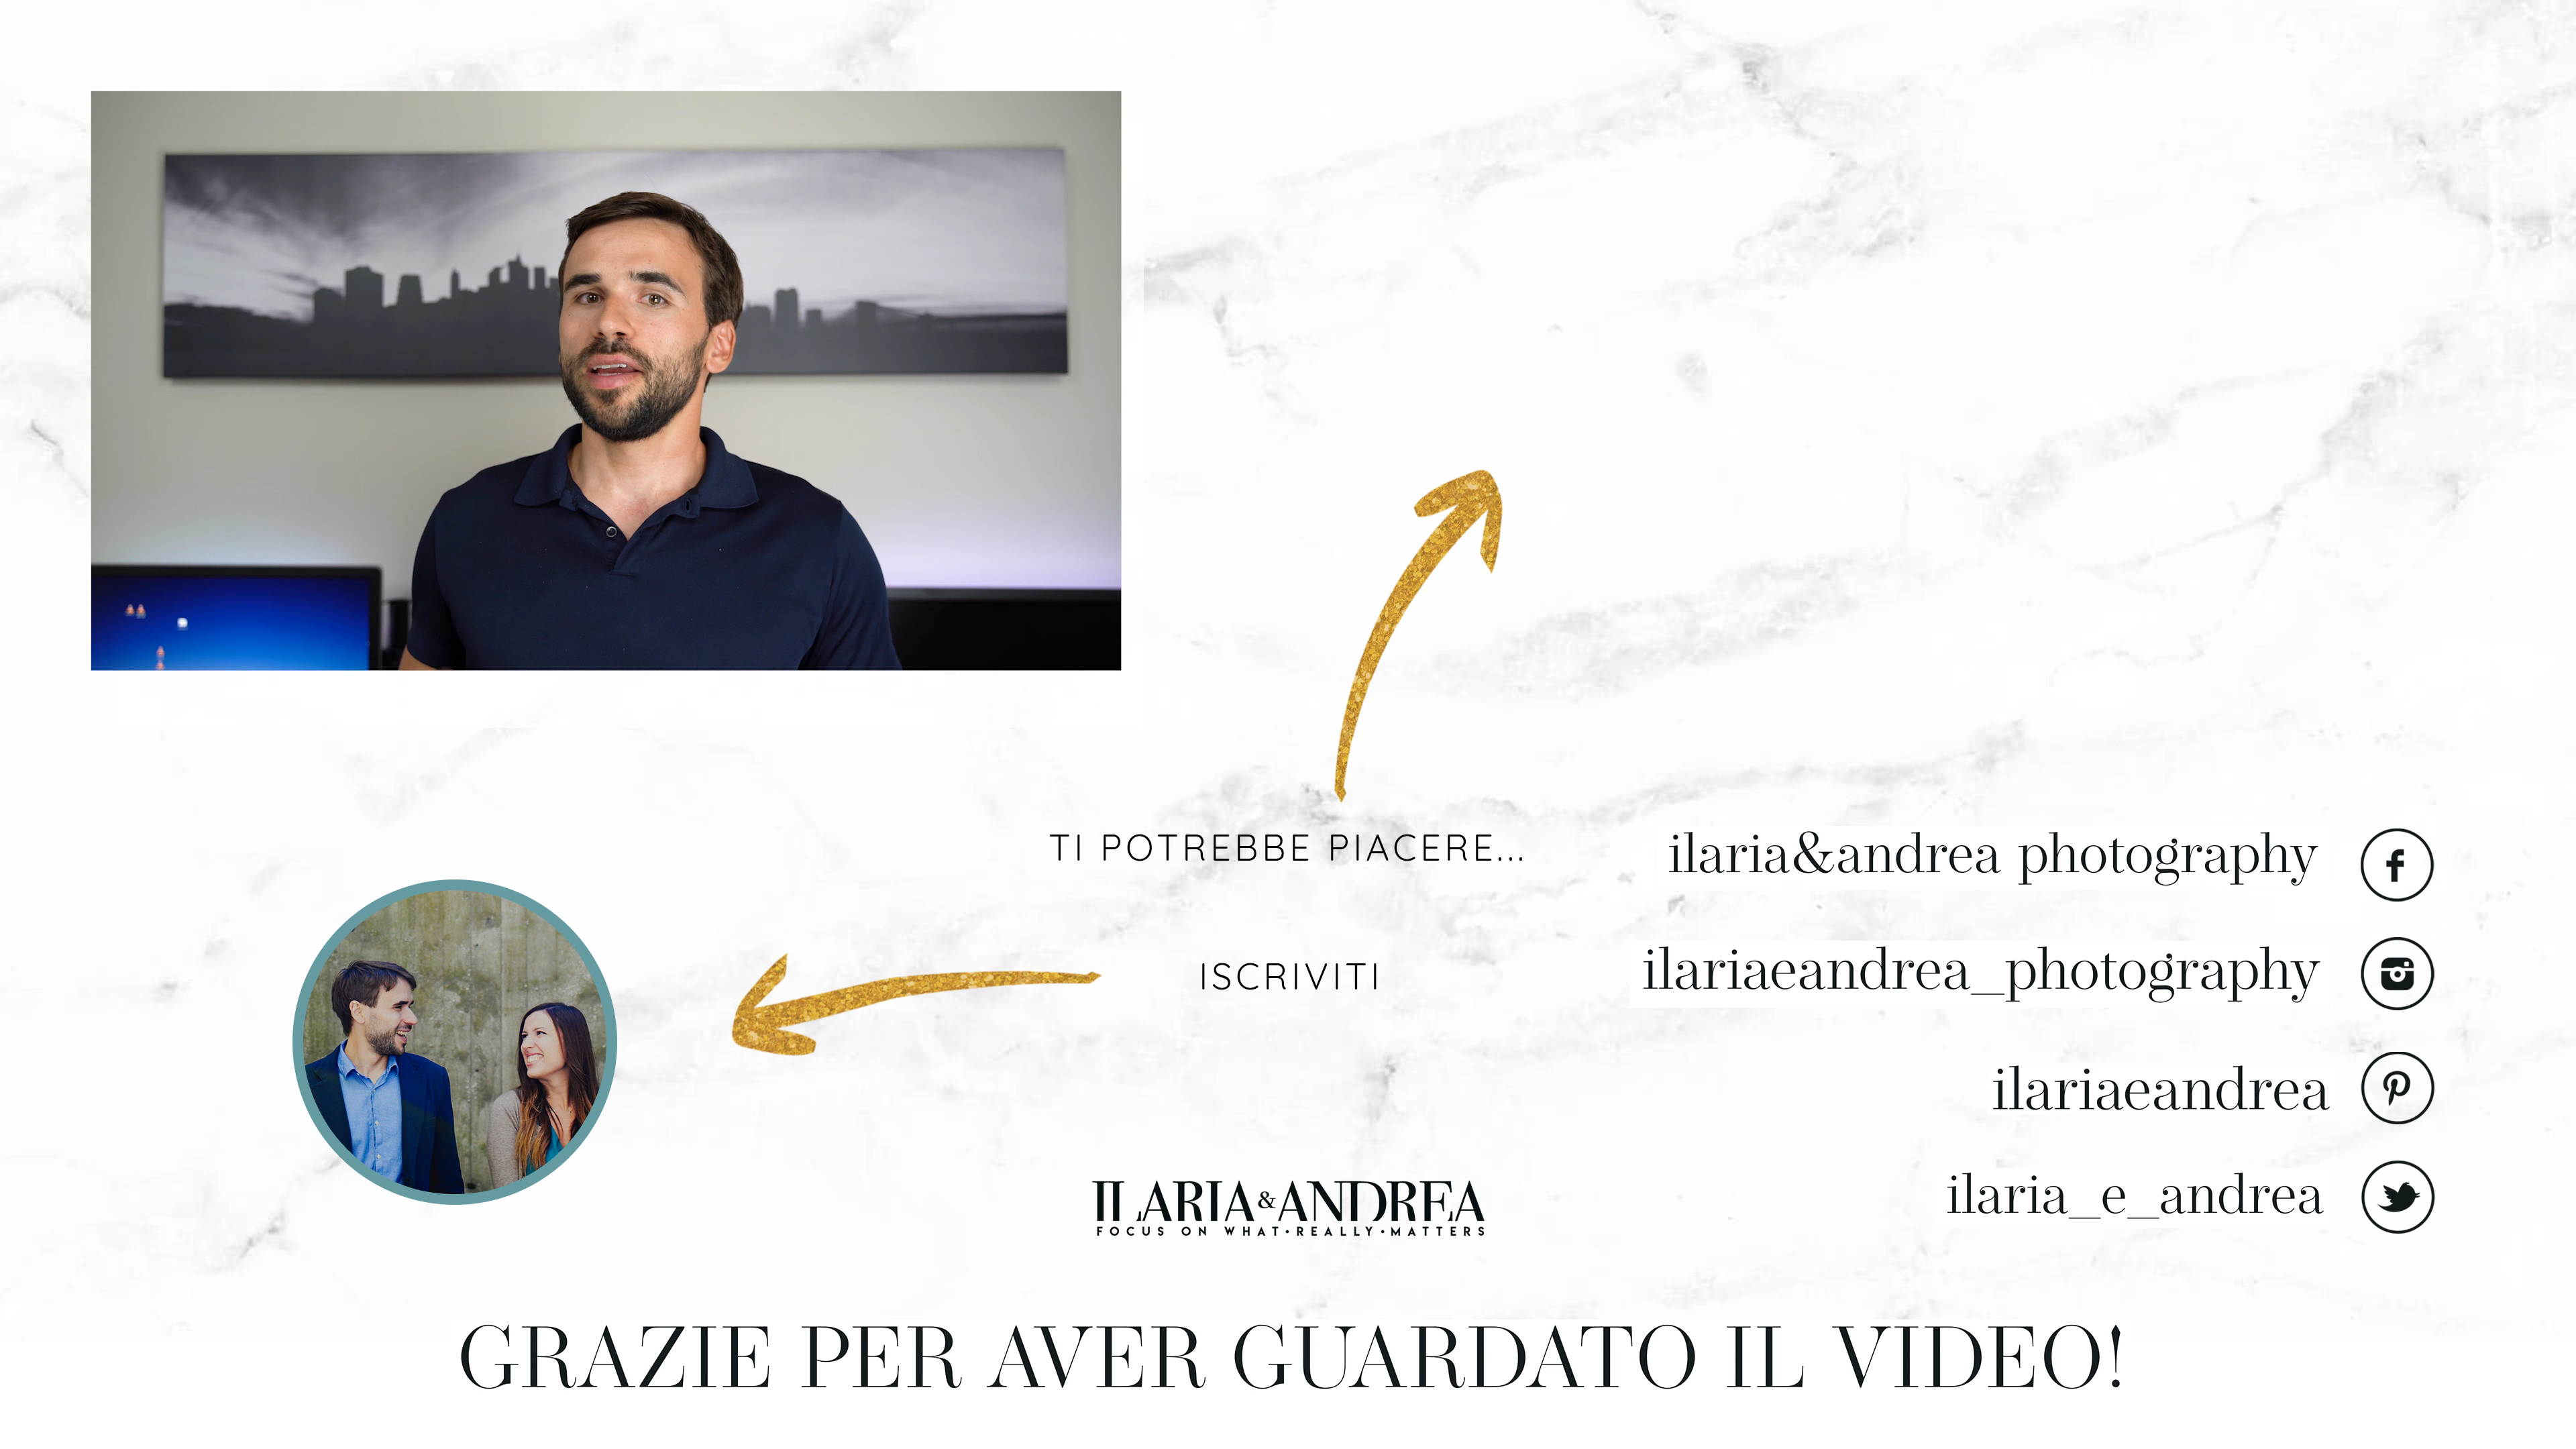 TI POTREBBE PIACERE...
ISCRIVITI
ilaria&andrea photography
ilariaeandrea_photography
ilariaeandrea
ilaria_e_andrea
ILARIA&ANDREA
FOCUS ON WHAT•REALLY•MATTERS
GRAZIE PER AVER GUARDATO IL VIDEO!